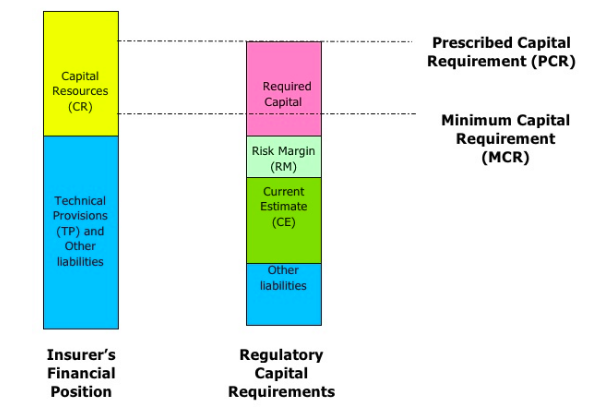 Capital
Resources
(CR)
Technical
Provisions
(TP) and
Other
liabilities
Insurer's
Financial
Position
Required
Capital
Risk Margin
(RM)
Current
Estimate
(CE)
Other
liabilities
Regulatory
Capital
Requirements
Prescribed Capital
Requirement (PCR)
Minimum Capital
Requirement
(MCR)